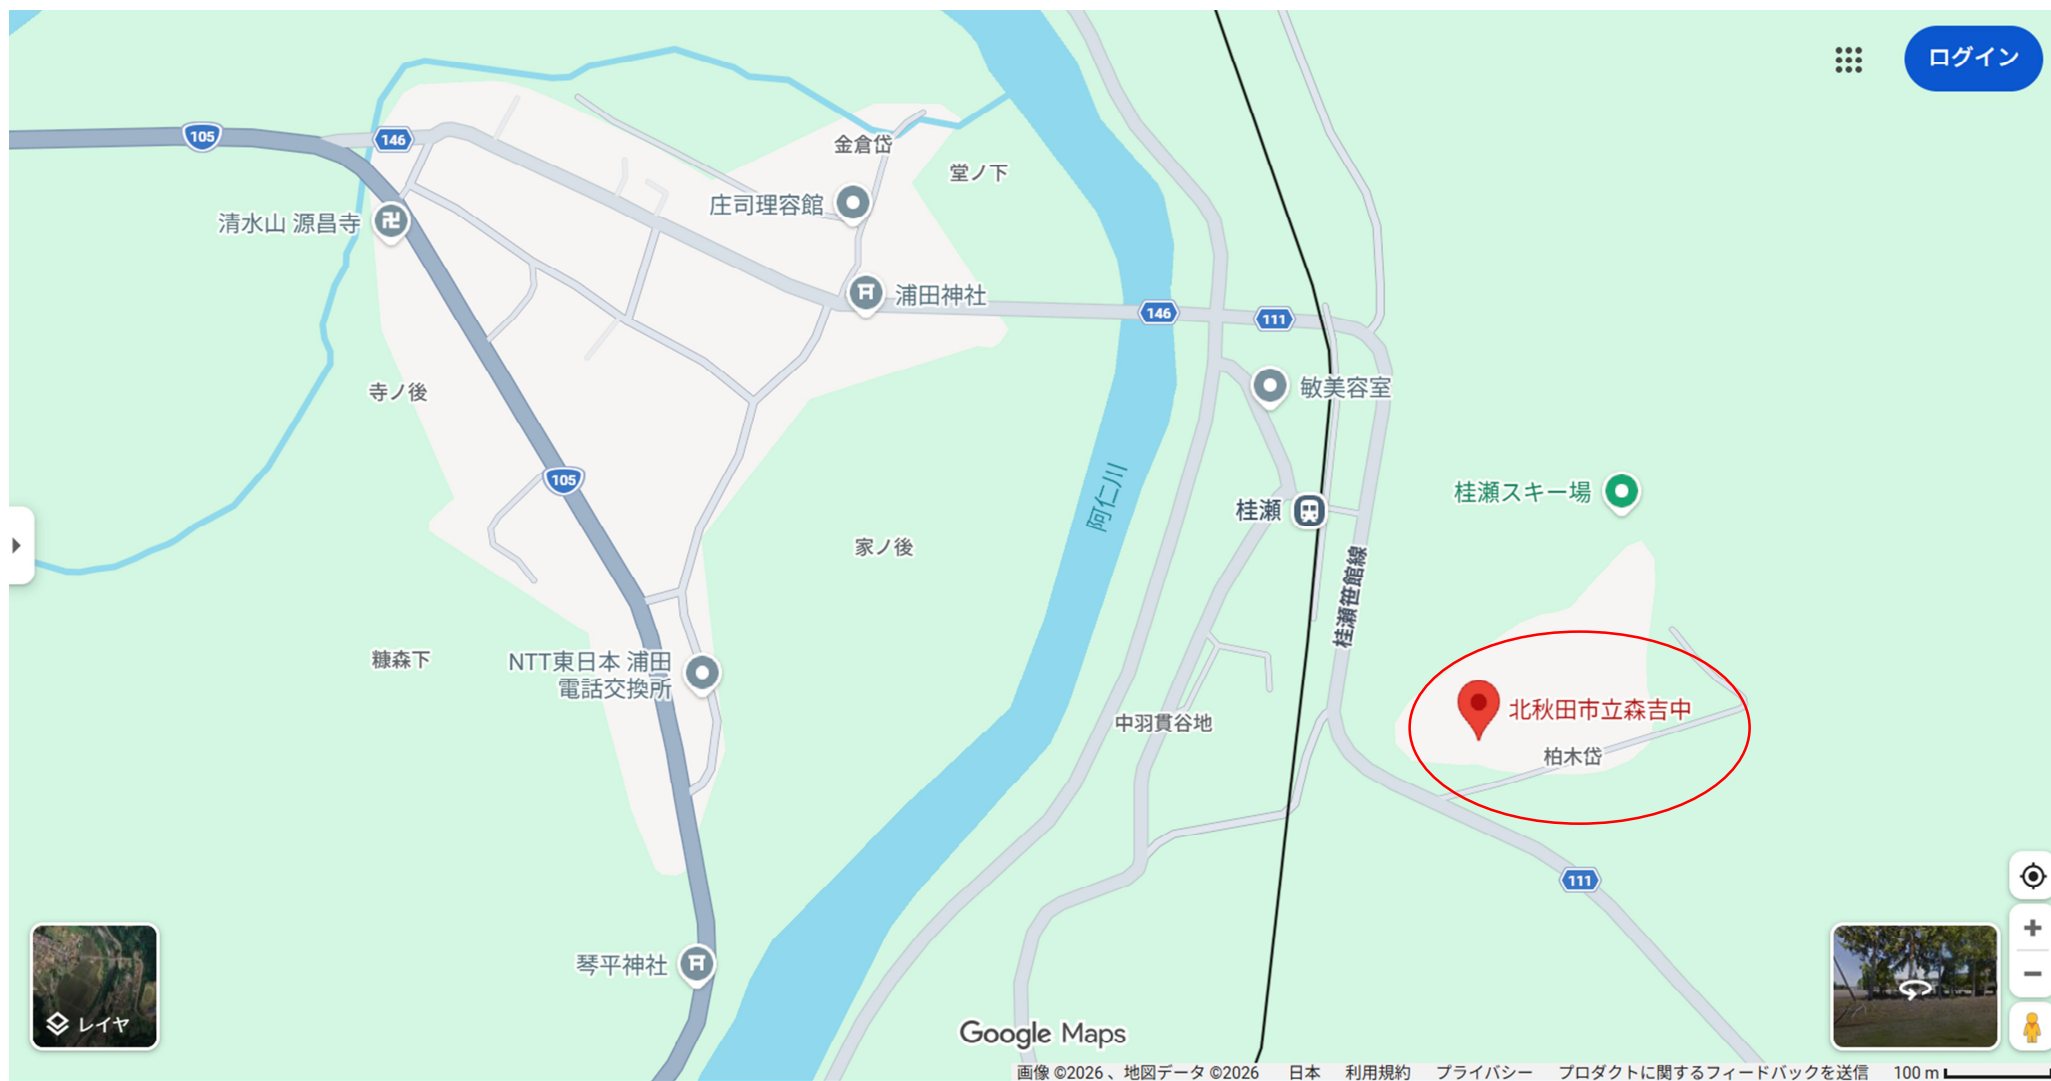 ログイン
105
146
金倉岱
堂ノ下
庄司理容館
清水山 源昌寺
浦田神社
146
111
敏美容室
寺ノ後
105
阿仁川
桂瀬スキー場
桂瀬
家ノ後
桂瀬笹館線
糠森下
NTT東日本 浦田
電話交換所
中羽貫谷地
北秋田市立森吉中
柏木岱
111
琴平神社
レイヤ
Google Maps
画像 ©2026 、地図データ ©2026 日本 利用規約 プライバシー プロダクトに関するフィードバックを送信 100 m